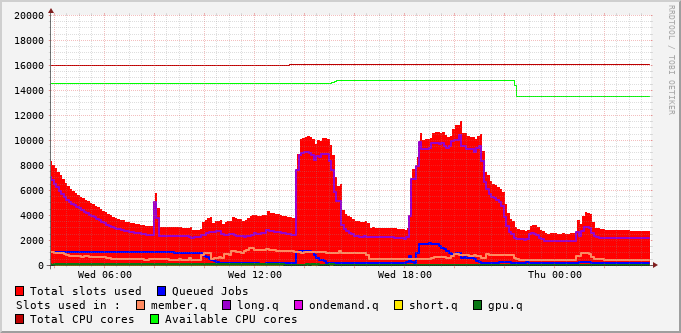 20000
18000
16000
14000
12000
10000
8000
6000
4000
2000
0
Wed 06:00 Wed 12:00 Wed 18:00 Thu 00:00
Total slots used Queued Jobs
Slots used in : member.q long.q ondemand.q short.q gpu.q
Total CPU cores Available CPU cores
RRDTOOL / TOBI OETIKER